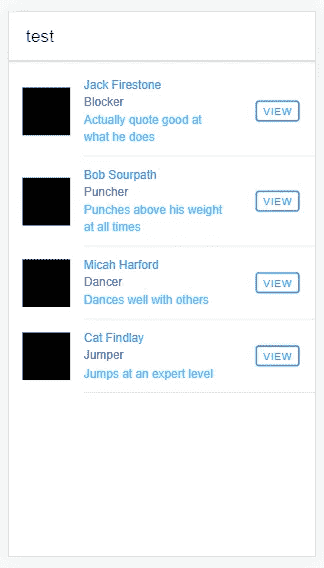 test
Jack Firestone
Blocker
Actually quote good at
what he does
VIEW
Bob Sourpath
Puncher
Punches above his weight
at all times
VIEW
Micah Harford
Dancer
Dances well with others
VIEW
Cat Findlay
Jumper
Jumps at an expert level
VIEW